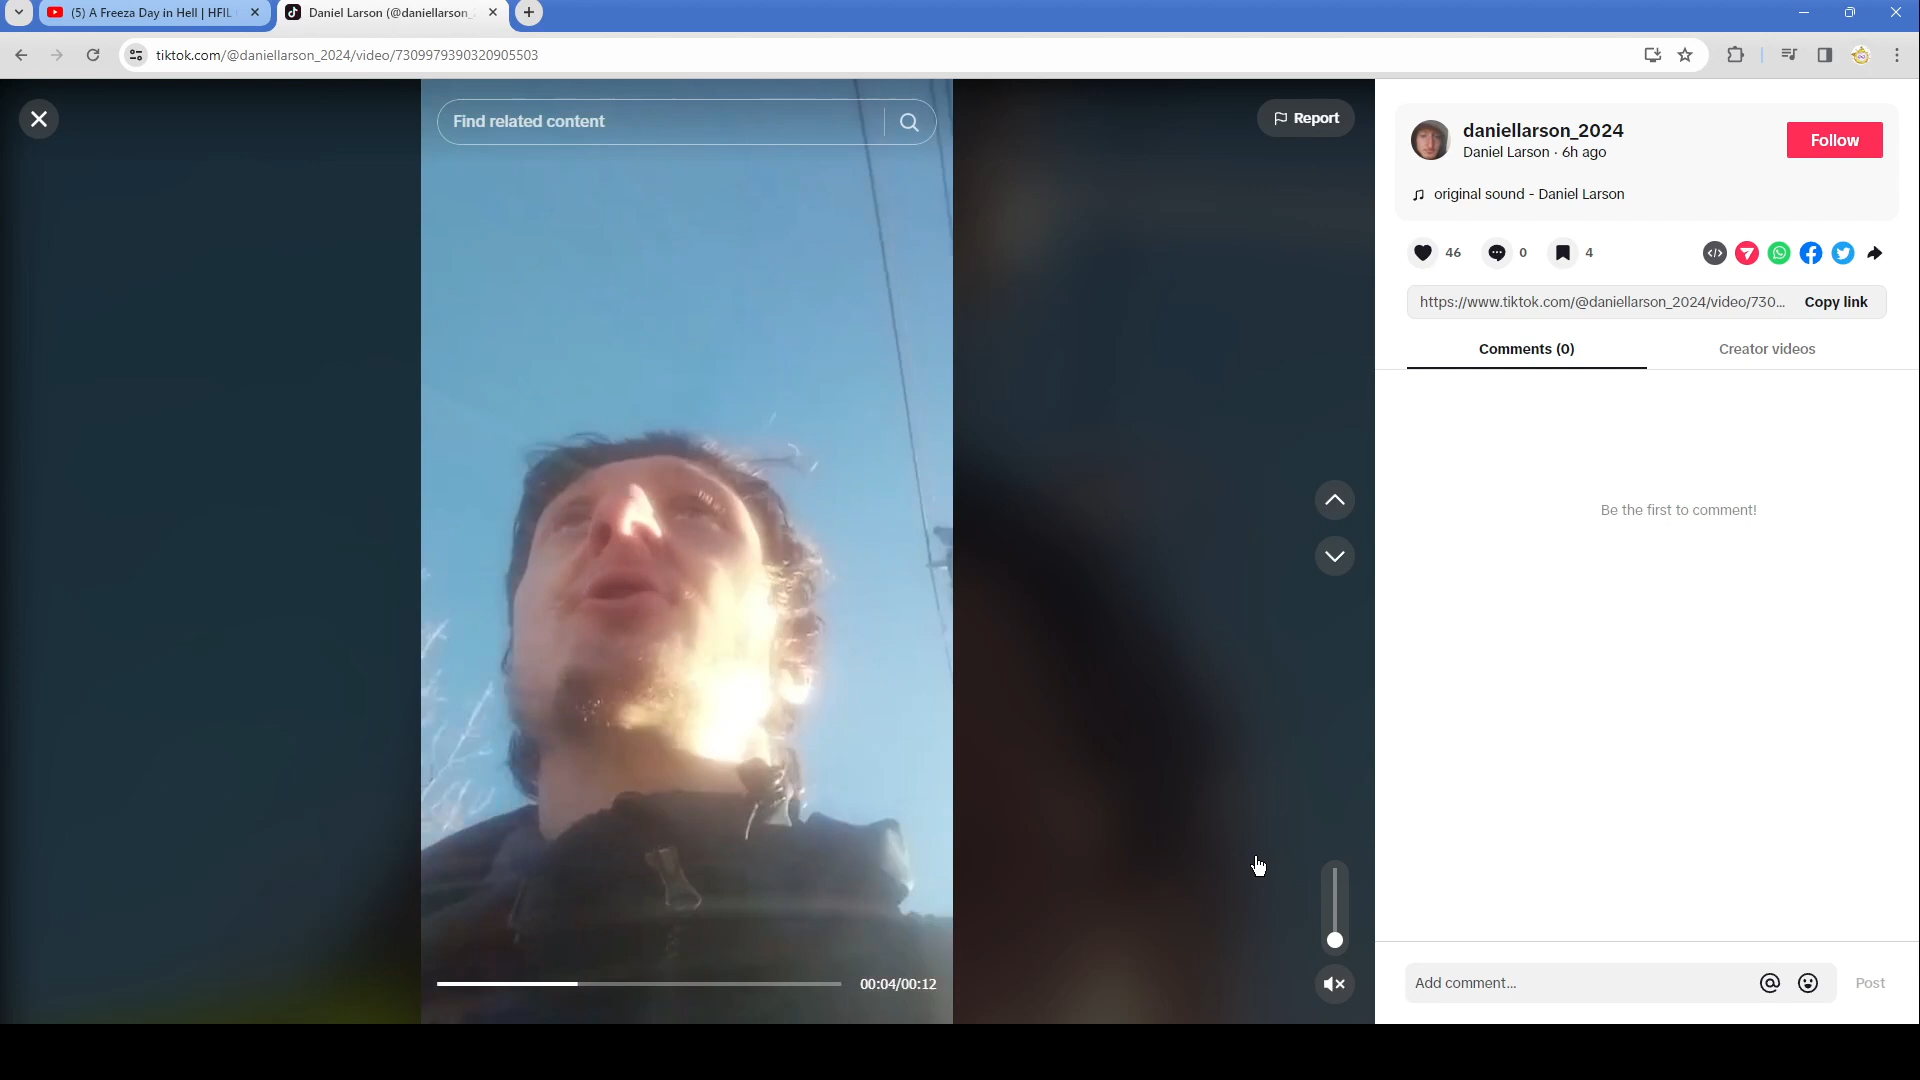 (5) A Freeza Day in Hell | HFIL
Daniel Larson (@daniellarson_
tiktok.com/@daniellarson_2024/video/7309979390320905503
Find related content
Report
daniellarson_2024
Daniel Larson · 6h ago
Follow
original sound - Daniel Larson
46
0
4
https://www.tiktok.com/@daniellarson_2024/video/730...
Copy link
Comments (0)
Creator videos
Be the first to comment!
00:04/00:12
Add comment...
Post